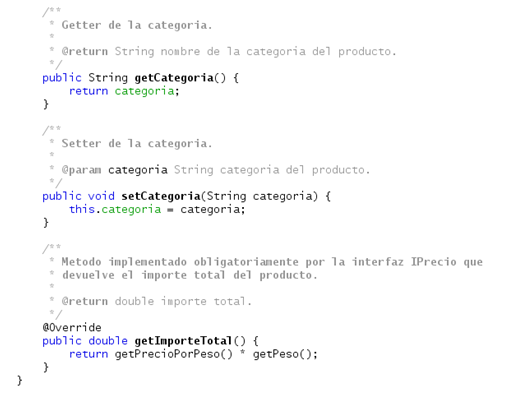 /**
 * Getter de la categoria.
 *
 * @return String nombre de la categoria del producto.
 */
public String getCategoria() {
    return categoria;
}
/**
 * Setter de la categoria.
 *
 * @param categoria String categoria del producto.
 */
public void setCategoria(String categoria) {
    this.categoria = categoria;
}
/**
 * Metodo implementado obligatoriamente por la interfaz IPrecio que
 * devuelve el importe total del producto.
 *
 * @return double importe total.
 */
@Override
public double getImporteTotal() {
    return getPrecioPorPeso() * getPeso();
}
}